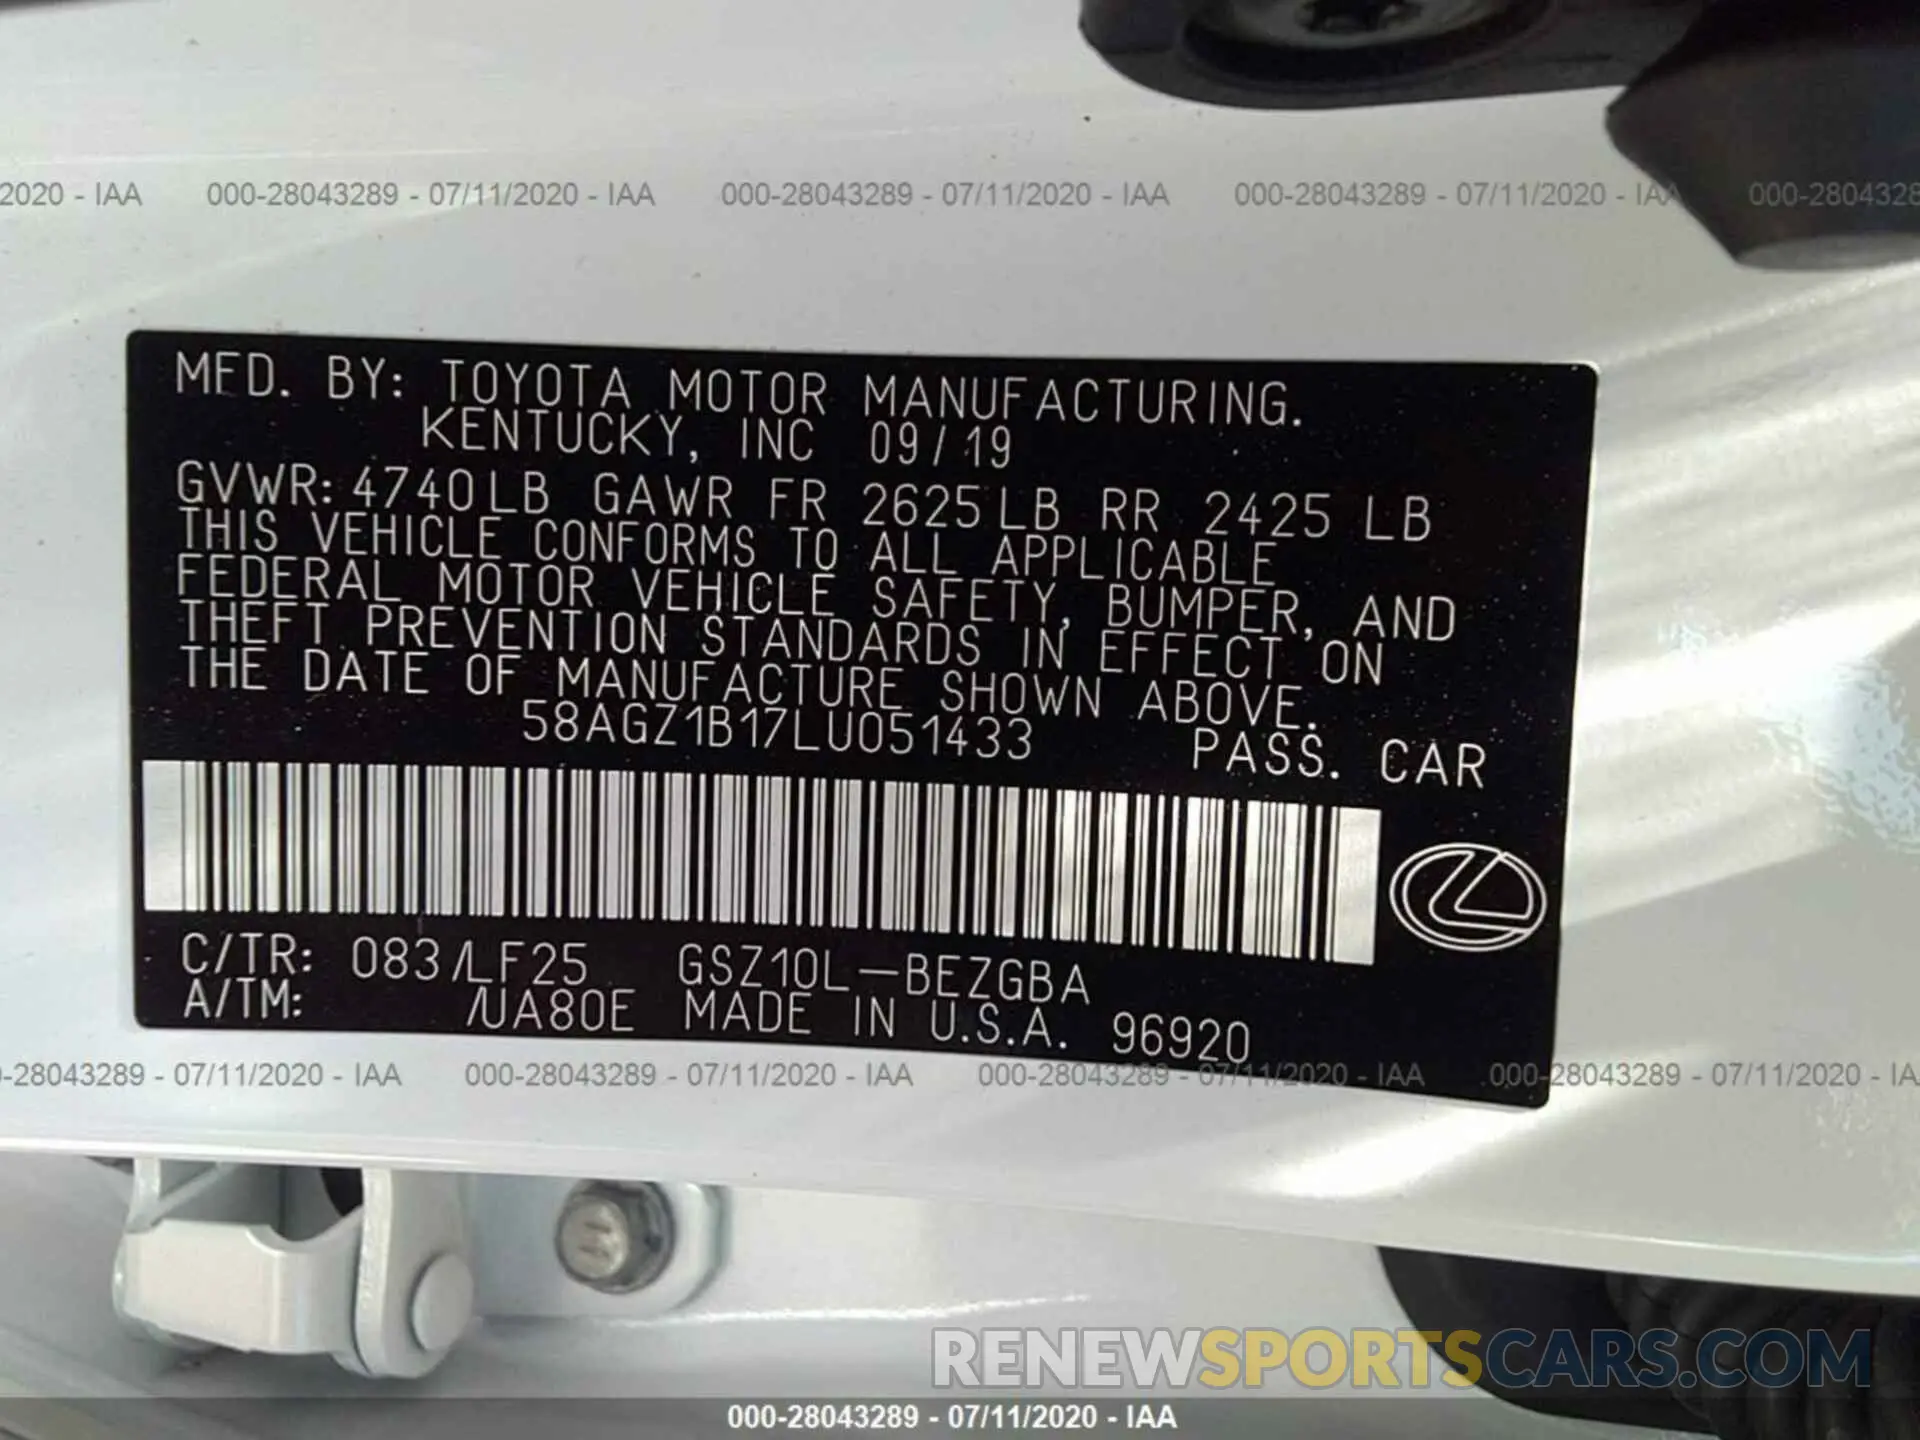 2020 - IAA 000-28043289 - 07/11/2020 - IAA 000-28043289 - 07/11/2020 - IAA 000-28043289 - 07/11/2020 - IAA 000-2804328
MFD. BY: TOYOTA MOTOR MANUFACTURING.
KENTUCKY, INC 09/19
GVWR: 4740LB GAWR FR 2625LB RR 2425 LB
THIS VEHICLE CONFORMS TO ALL APPLICABLE
FEDERAL MOTOR VEHICLE SAFETY, BUMPER, AND
THEFT PREVENTION STANDARDS IN EFFECT ON
THE DATE OF MANUFACTURE SHOWN ABOVE.
58AGZ1B17LU051433 PASS. CAR
C/TR: 083/LF25 GSZ10L-BEZGBA
A/TM: /UA80E MADE IN U.S.A. 96920
-28043289 - 07/11/2020 - IAA 000-28043289 - 07/11/2020 - IAA 000-28043289 - 07/11/2020 - IAA 000-28043289 - 07/11/2020 - IA
RENEWSPORTSCARS.COM
000-28043289 - 07/11/2020 - IAA